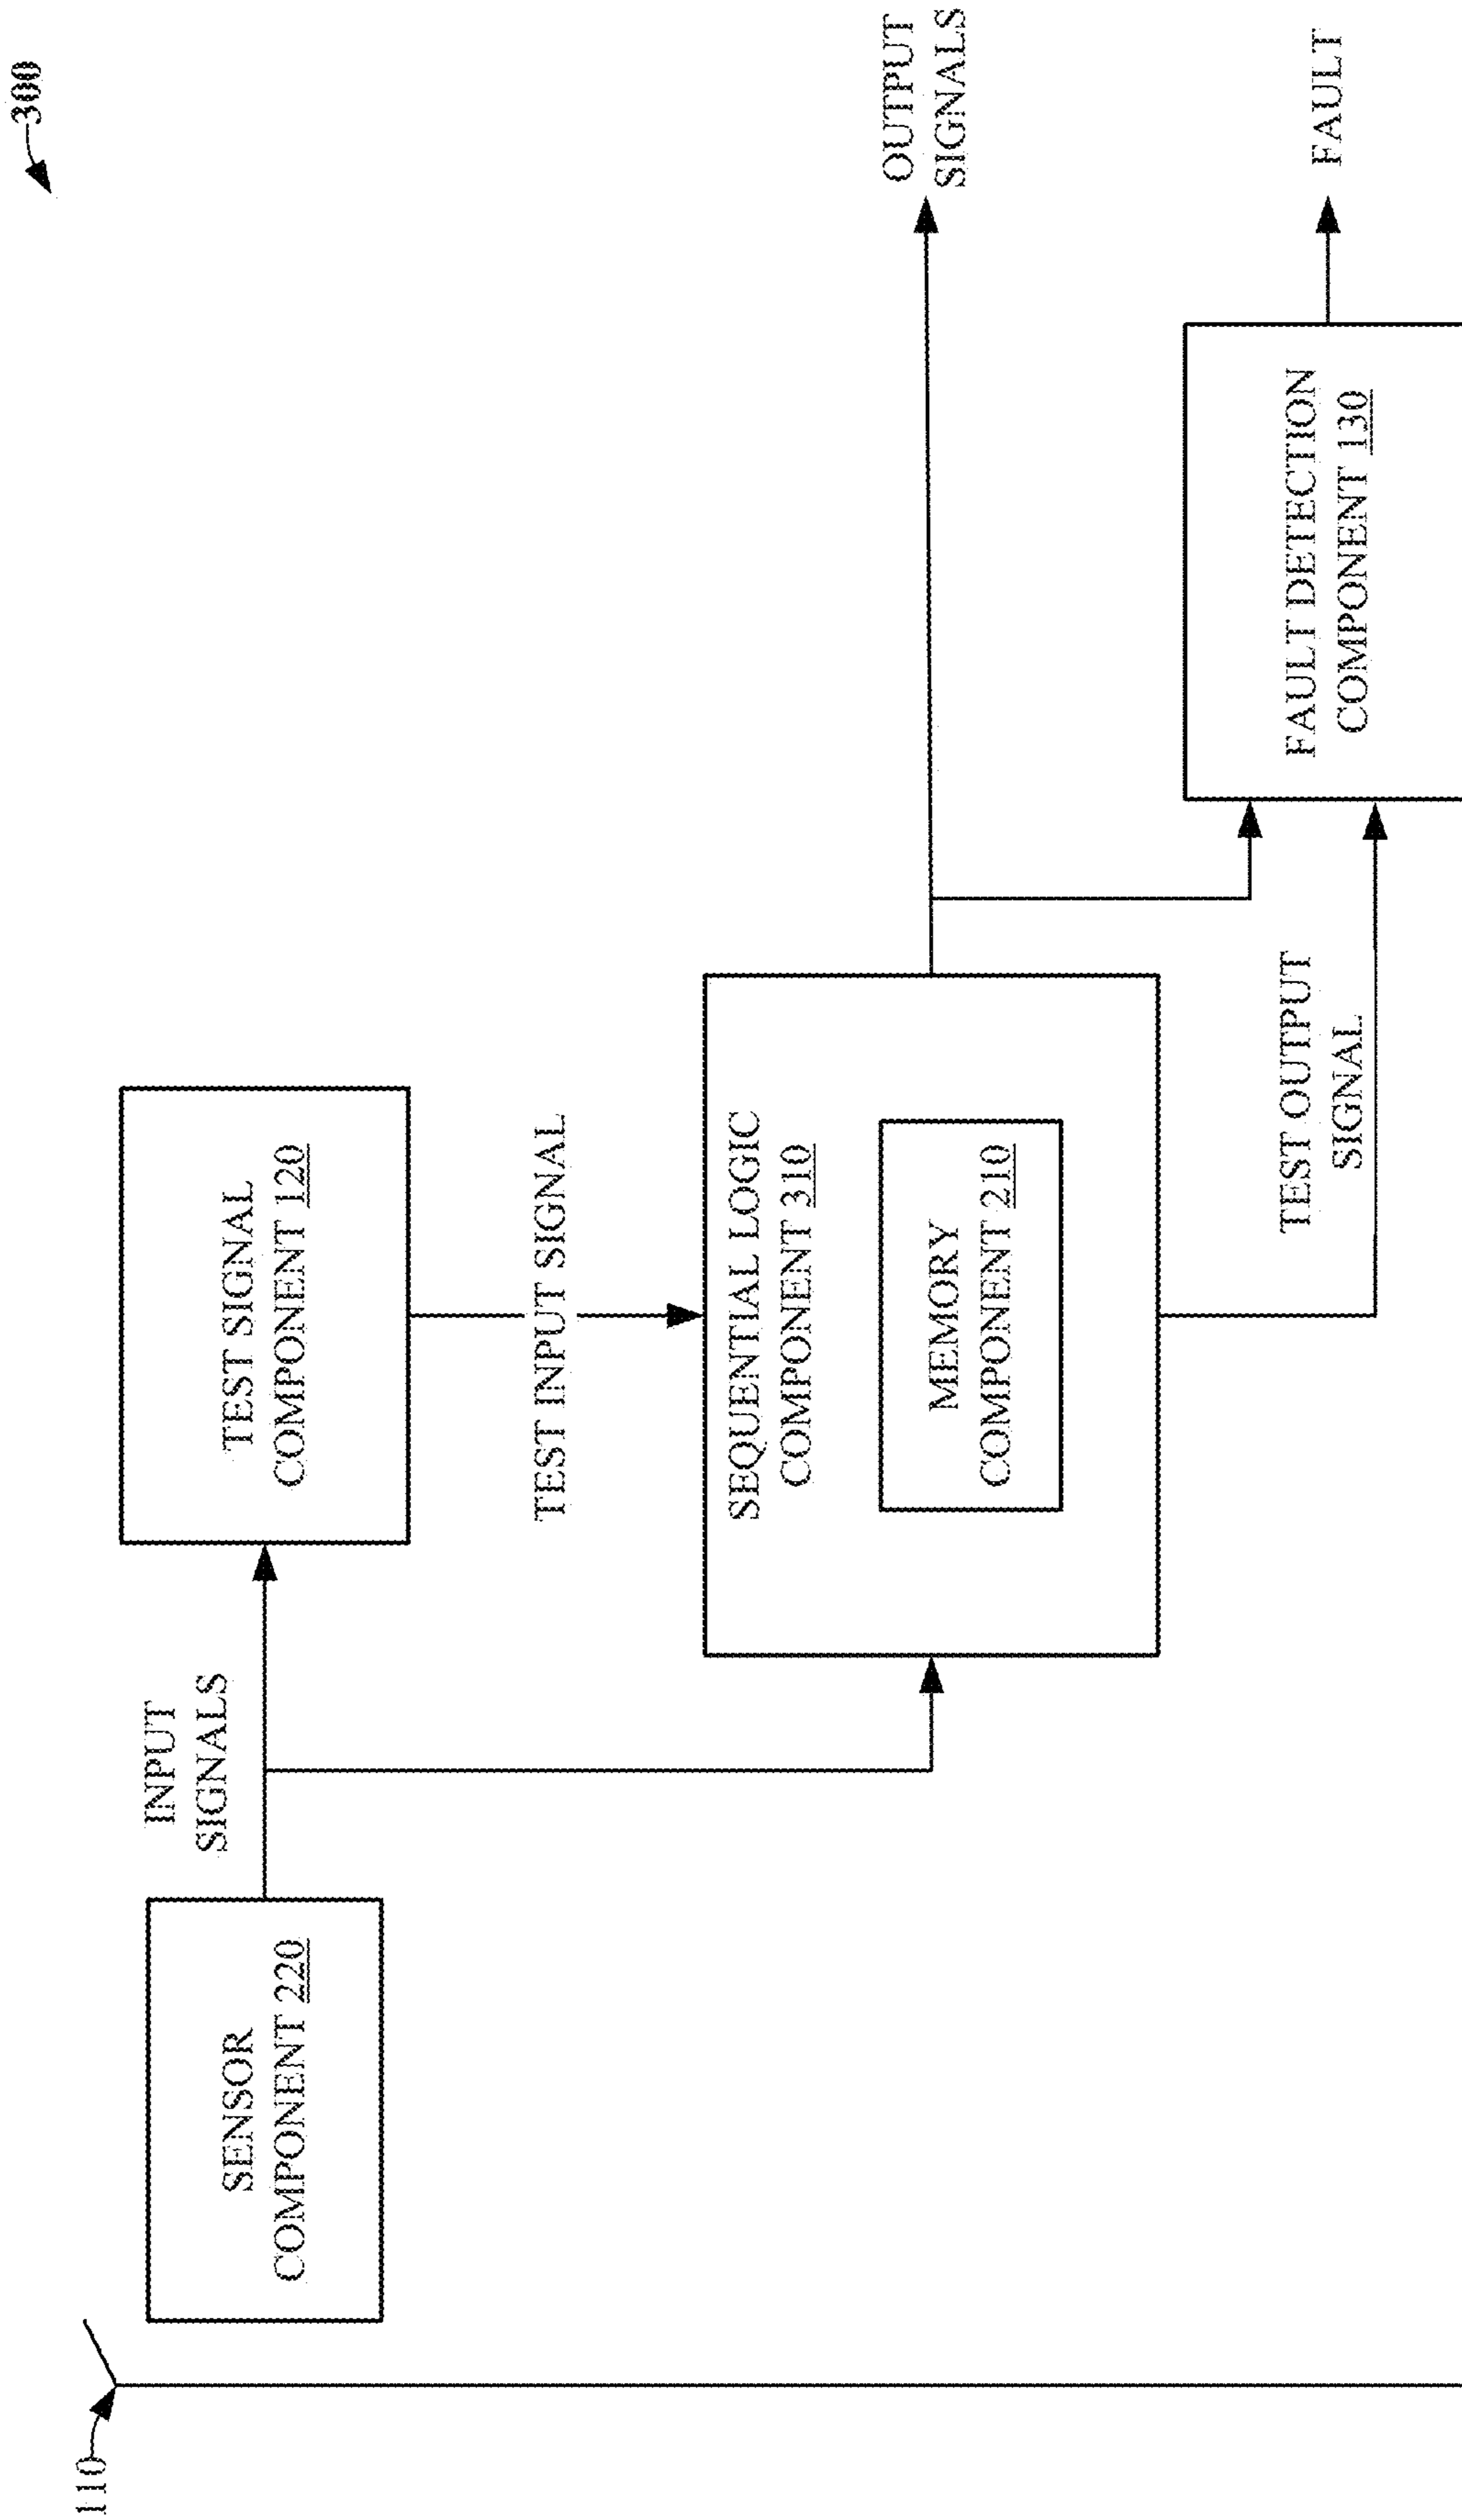 300
110
SENSOR
COMPONENT 220
INPUT
SIGNALS
TEST SIGNAL
COMPONENT 120
TEST INPUT SIGNAL
SEQUENTIAL LOGIC
COMPONENT 310
MEMORY
COMPONENT 210
OUTPUT
SIGNALS
TEST OUTPUT
SIGNAL
FAULT DETECTION
COMPONENT 130
FAULT